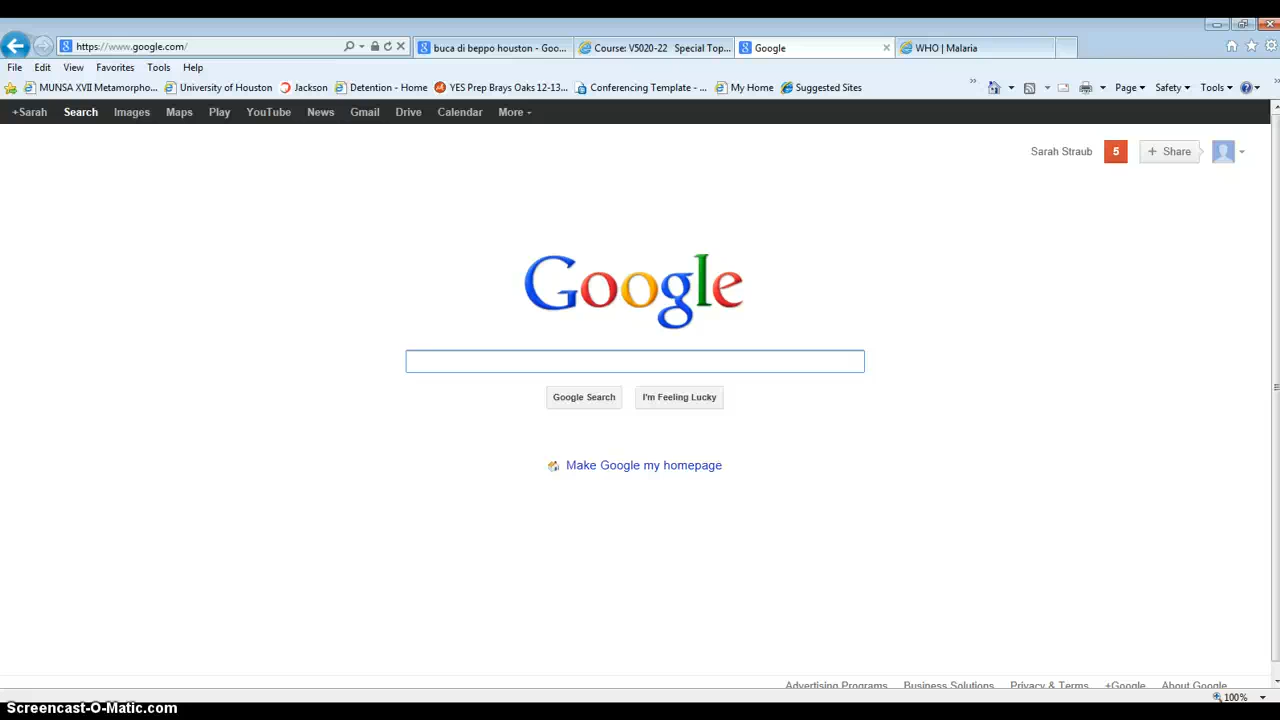 https://www.google.com/
buca di beppo houston - Goo...
Course: V5020-22 Special Top...
Google
WHO | Malaria
File Edit View Favorites Tools Help
MUNSA XVII Metamorpho...
University of Houston
Jackson
Detention - Home
YES Prep Brays Oaks 12-13...
Conferencing Template - ...
My Home
Suggested Sites
Page Safety Tools
+Sarah Search Images Maps Play YouTube News Gmail Drive Calendar More
Sarah Straub 5 + Share
Google
Google Search I'm Feeling Lucky
Make Google my homepage
Advertising Programs Business Solutions Privacy & Terms +Google About Google
100%
Screencast-O-Matic.com